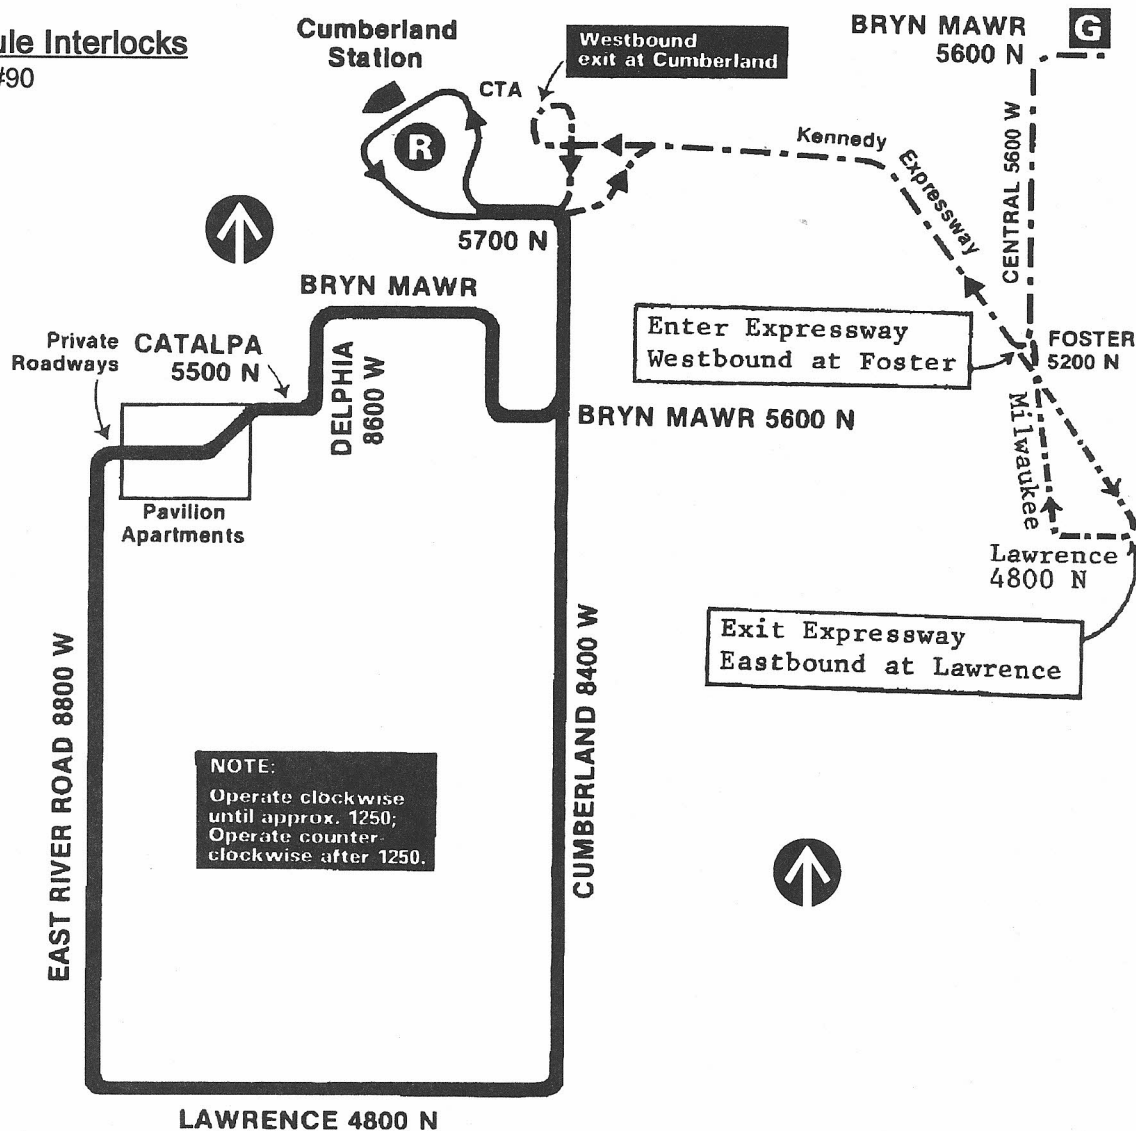 ule Interlocks
#90
Cumberland
Station
CTA
R
Westbound
exit at Cumberland
BRYN MAWR
5600 N
G
Kennedy
Expressway
CENTRAL 5600 W
5700 N
BRYN MAWR
Private
Roadways
CATALPA
5500 N
DELPHIA
8600 W
Enter Expressway
Westbound at Foster
FOSTER
5200 N
BRYN MAWR 5600 N
Milwaukee
Pavilion
Apartments
Lawrence
4800 N
Exit Expressway
Eastbound at Lawrence
EAST RIVER ROAD 8800 W
CUMBERLAND 8400 W
NOTE:
Operate clockwise
until approx. 1250;
Operate counter-
clockwise after 1250.
LAWRENCE 4800 N